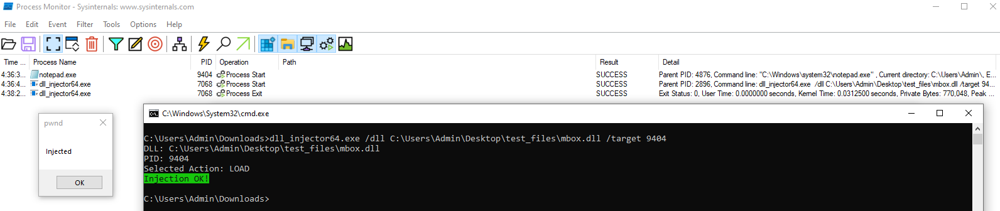 Process Monitor - Sysinternals: www.sysinternals.com
File Edit Event Filter Tools Options Help
Time ... Process Name PID Operation Path Result Detail
4:36:3... notepad.exe 9404 Process Start SUCCESS Parent PID: 4876, Command line: "C:\Windows\system32\notepad.exe" , Current directory: C:\Users\Admin\, E...
4:36:4... dll_injector64.exe 7068 Process Start SUCCESS Parent PID: 2896, Command line: dll_injector64.exe /dll C:\Users\Admin\Desktop\test_files\mbox.dll /target 94...
4:38:2... dll_injector64.exe 7068 Process Exit SUCCESS Exit Status: 0, User Time: 0.0000000 seconds, Kernel Time: 0.0312500 seconds, Private Bytes: 770,048, Peak ...
pwnd
Injected
OK
C:\Windows\System32\cmd.exe
C:\Users\Admin\Downloads>dll_injector64.exe /dll C:\Users\Admin\Desktop\test_files\mbox.dll /target 9404
DLL: C:\Users\Admin\Desktop\test_files\mbox.dll
PID: 9404
Selected Action: LOAD
Injection OK!
C:\Users\Admin\Downloads>